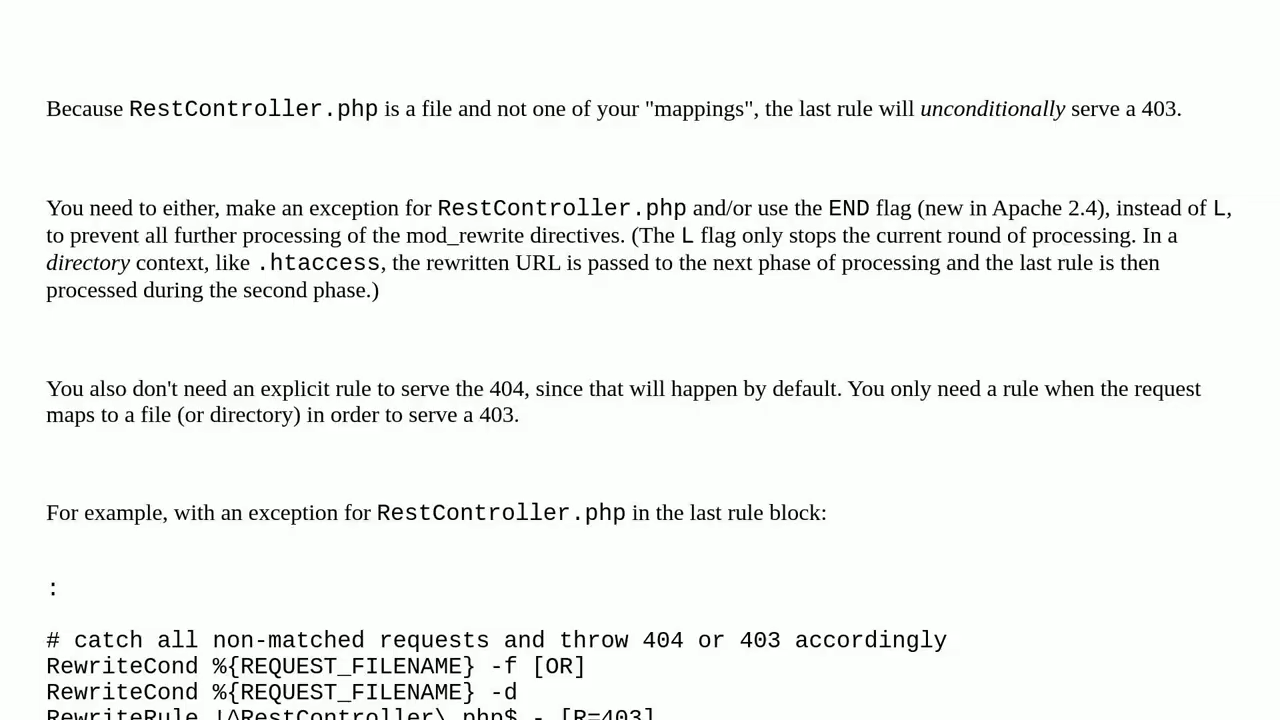 Because RestController.php is a file and not one of your "mappings", the last rule will unconditionally serve a 403.
You need to either, make an exception for RestController.php and/or use the END flag (new in Apache 2.4), instead of L,
to prevent all further processing of the mod_rewrite directives. (The L flag only stops the current round of processing. In a
directory context, like .htaccess, the rewritten URL is passed to the next phase of processing and the last rule is then
processed during the second phase.)
You also don't need an explicit rule to serve the 404, since that will happen by default. You only need a rule when the request
maps to a file (or directory) in order to serve a 403.
For example, with an exception for RestController.php in the last rule block:
:
# catch all non-matched requests and throw 404 or 403 accordingly
RewriteCond %{REQUEST_FILENAME} -f [OR]
RewriteCond %{REQUEST_FILENAME} -d
RewriteRule !^RestController\.php$ - [R=403]